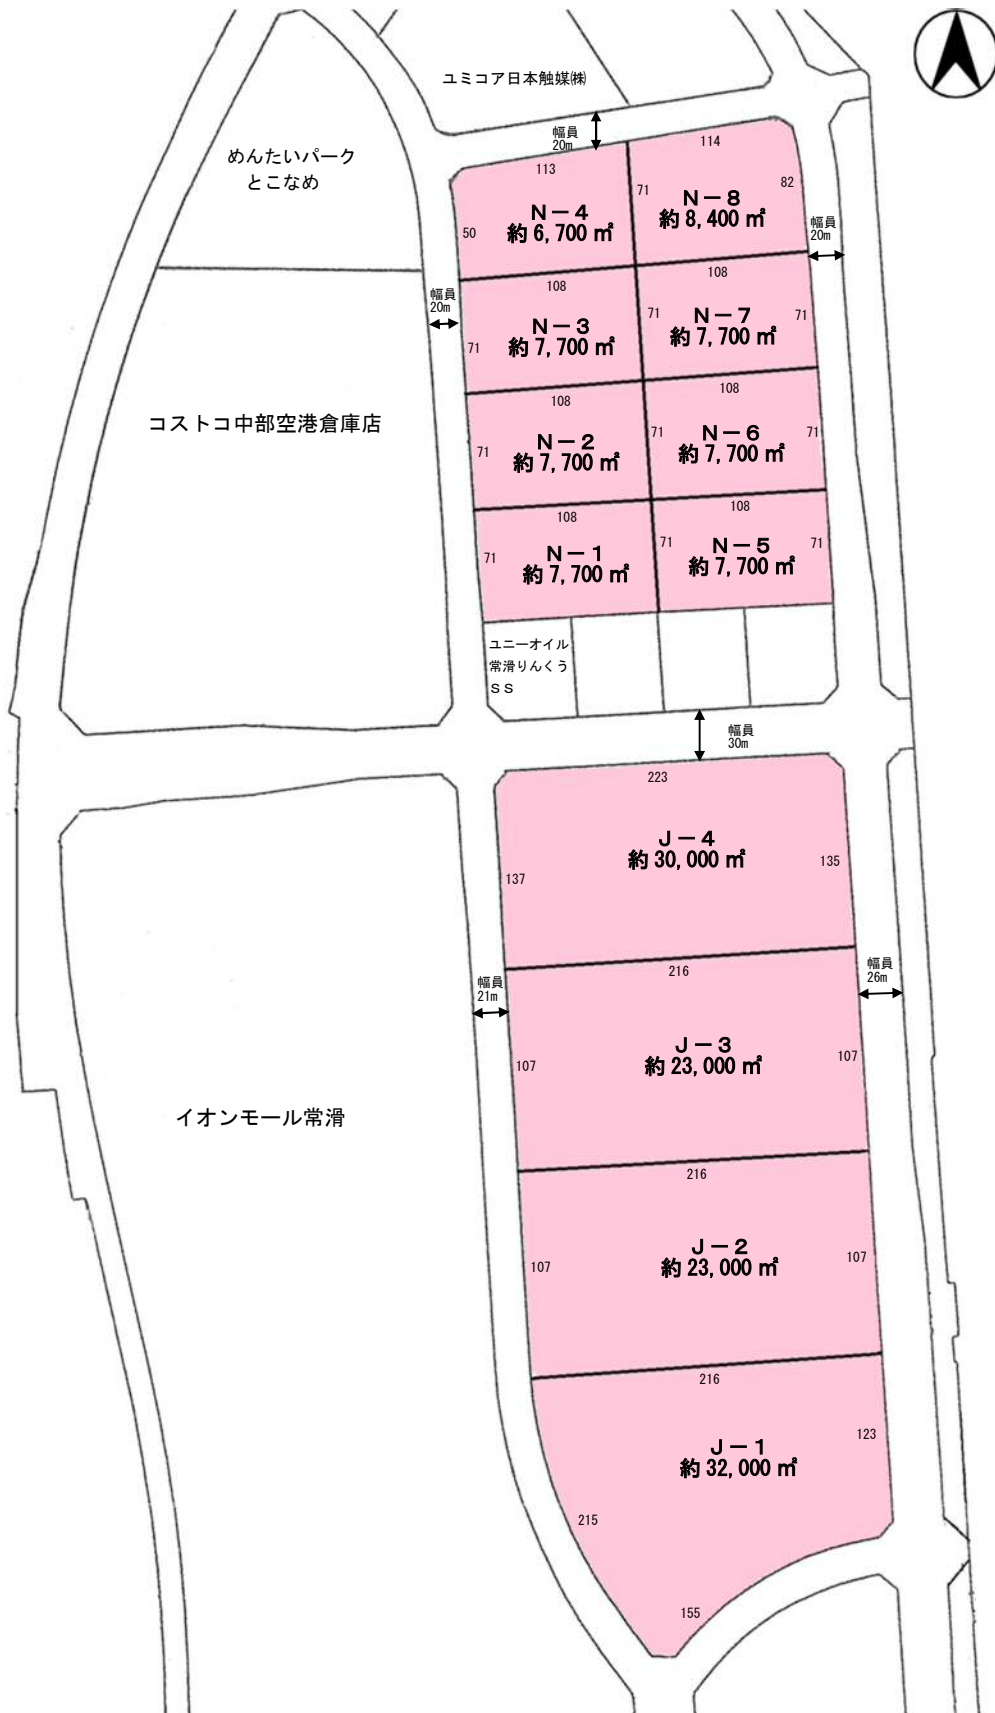 ユミコア日本触媒㈱
幅員
20m
めんたいパーク
とこなめ
113
114
71
82
50
N－4
約 6,700 ㎡
N－8
約 8,400 ㎡
幅員
20m
108
108
幅員
20m
71
N－3
約 7,700 ㎡
71
N－7
約 7,700 ㎡
71
108
108
コストコ中部空港倉庫店
71
N－2
約 7,700 ㎡
71
N－6
約 7,700 ㎡
71
108
108
71
N－1
約 7,700 ㎡
71
N－5
約 7,700 ㎡
71
ユニーオイル
常滑りんくう
ＳＳ
幅員
30m
223
J－4
約 30,000 ㎡
137
135
216
幅員
21m
幅員
26m
J－3
約 23,000 ㎡
107
107
イオンモール常滑
216
J－2
約 23,000 ㎡
107
107
216
J－1
約 32,000 ㎡
123
215
155